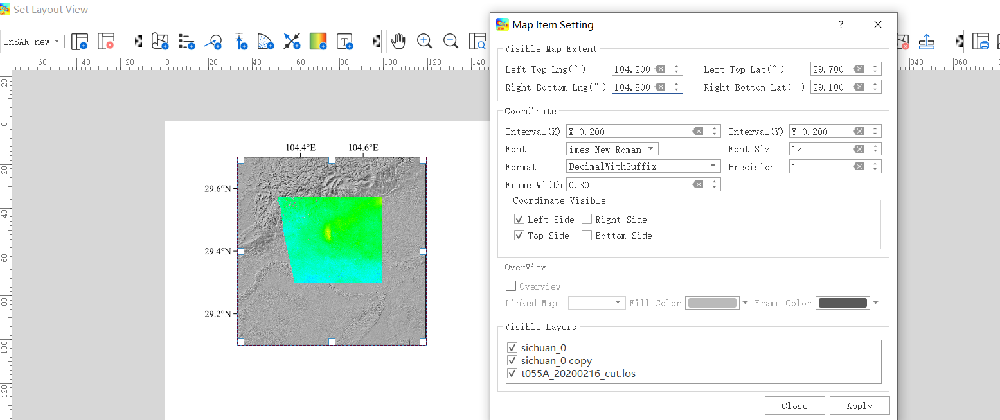 Set Layout View
Map Item Setting
?
InSAR new
-60 -40 -20 0 20 40 60 80 100 120 140
340 360
-20
0
20
40
60
80
100
120
104.4°E 104.6°E
29.6°N
29.4°N
29.2°N
Visible Map Extent
Left Top Lng(°) 104.200 Left Top Lat(°) 29.700
Right Bottom Lng(°) 104.800 Right Bottom Lat(°) 29.100
Coordinate
Interval(X) X 0.200 Interval(Y) Y 0.200
Font imes New Roman Font Size 12
Format DecimalWithSuffix Precision 1
Frame Width 0.30
Coordinate Visible
Left Side Right Side
Top Side Bottom Side
OverView
Overview
Linked Map Fill Color Frame Color
Visible Layers
sichuan_0
sichuan_0 copy
t055A_20200216_cut.los
Close Apply